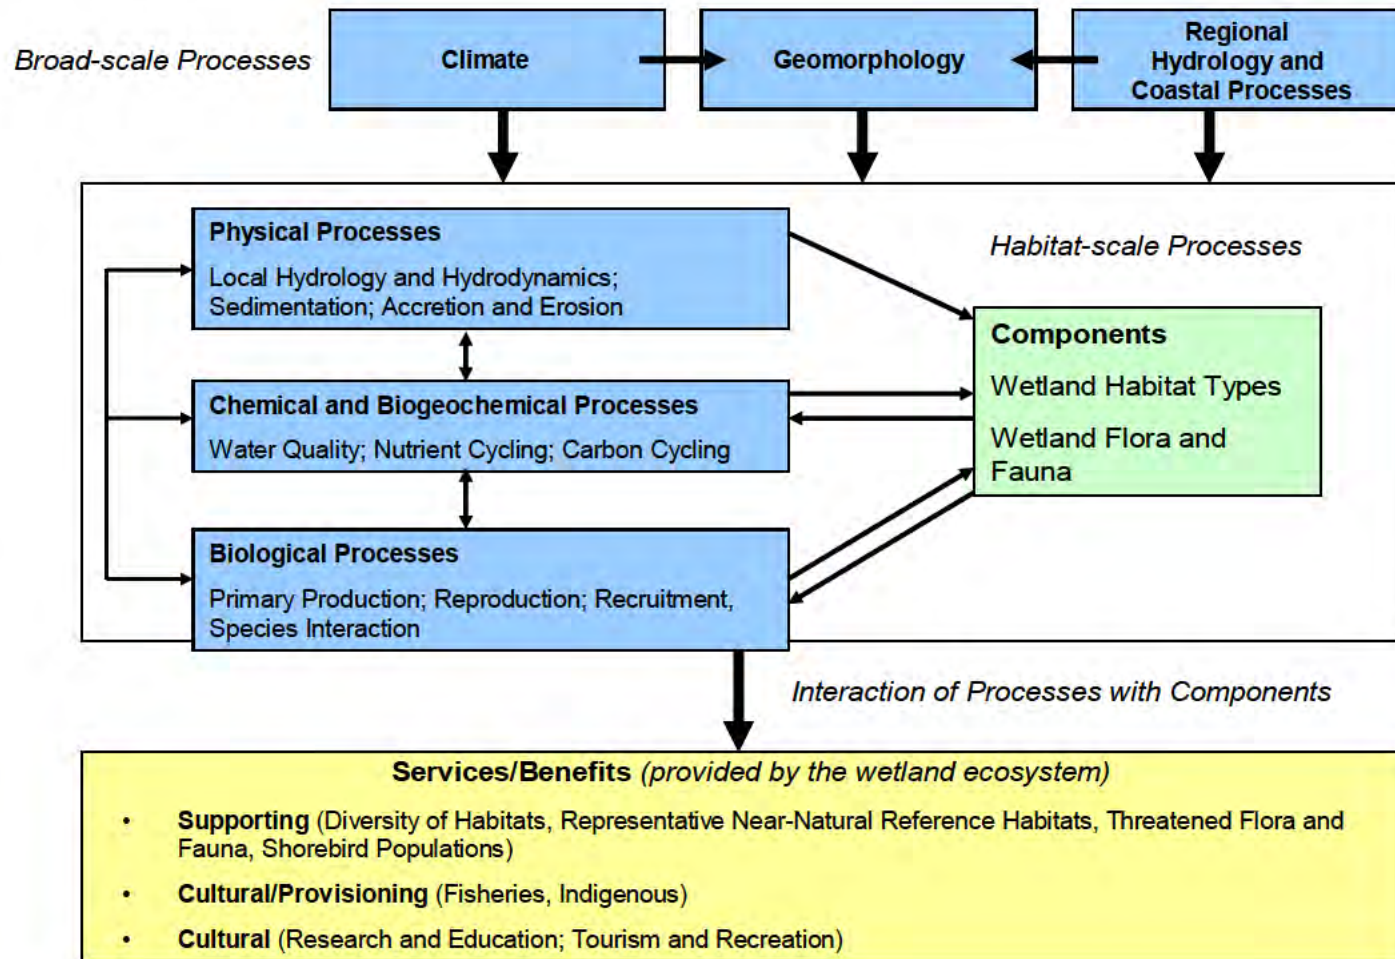 Broad-scale Processes
Climate
Geomorphology
Regional
Hydrology and
Coastal Processes
Physical Processes
Local Hydrology and Hydrodynamics;
Sedimentation; Accretion and Erosion
Habitat-scale Processes
Components
Wetland Habitat Types
Wetland Flora and
Fauna
Chemical and Biogeochemical Processes
Water Quality; Nutrient Cycling; Carbon Cycling
Biological Processes
Primary Production; Reproduction; Recruitment,
Species Interaction
Interaction of Processes with Components
Services/Benefits (provided by the wetland ecosystem)
• Supporting (Diversity of Habitats, Representative Near-Natural Reference Habitats, Threatened Flora and
Fauna, Shorebird Populations)
• Cultural/Provisioning (Fisheries, Indigenous)
• Cultural (Research and Education; Tourism and Recreation)